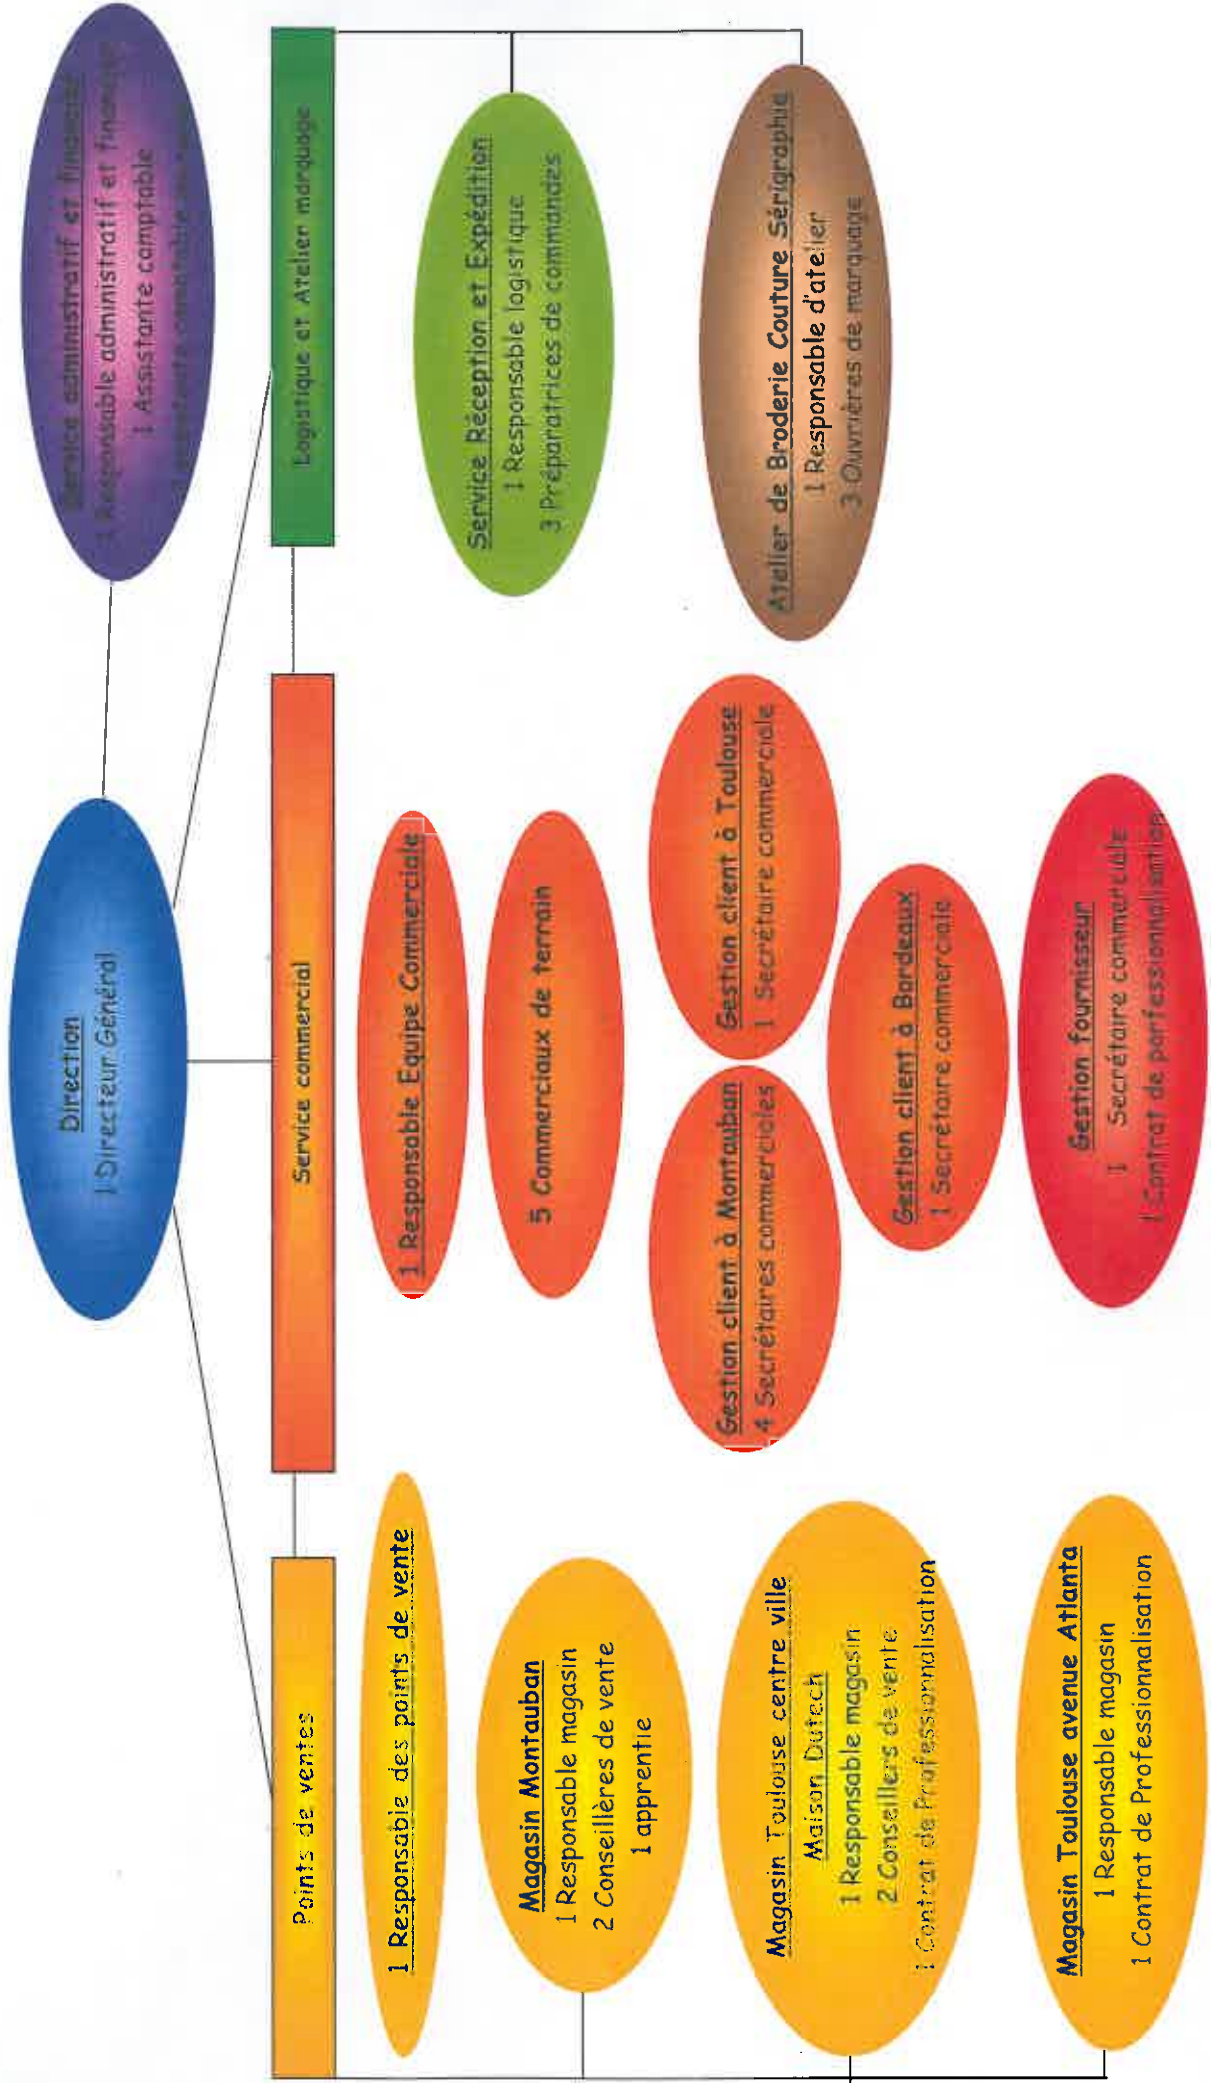 Direction
1 Directeur Général
Service administratif et financier
1 Responsable administratif et financier
1 Assistante comptable
Points de ventes
Service commercial
Logistique et Atelier marquage
1 Responsable des points de vente
Magasin Montauban
1 Responsable magasin
2 Conseillères de vente
1 apprentie
Magasin Toulouse centre ville
Maison Dutech
1 Responsable magasin
2 Conseillers de vente
1 Contrat de Professionnalisation
Magasin Toulouse avenue Atlanta
1 Responsable magasin
1 Contrat de Professionnalisation
1 Responsable Equipe Commerciale
5 Commerciaux de terrain
Gestion client à Montauban
4 Secrétaires commerciales
Gestion client à Toulouse
1 Secrétaire commerciale
Gestion client à Bordeaux
1 Secrétaire commerciale
Gestion fournisseur
1 Secrétaire commerciale
1 Contrat de porfessionnalisation
Service Réception et Expédition
1 Responsable logistique
3 Préparatrices de commandes
Atelier de Broderie Couture Sérigraphie
1 Responsable d'atelier
3 Ouvrières de marquage